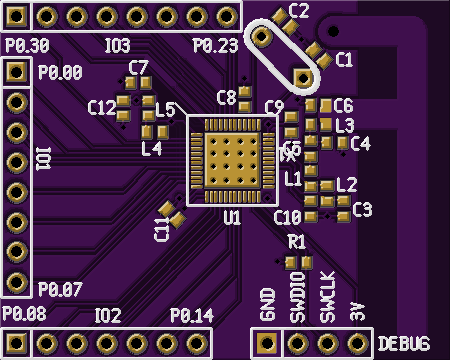 C2
P0.30 IO3 P0.23
C1
P0.00
C7
C8
C12 L5
C9 C6
L3
L4
C4
IO1
L1
L2
C3
C10
U1
C11
R1
P0.07
GND
SWDIO
SWCLK
3V
P0.08 IO2 P0.14
DEBUG